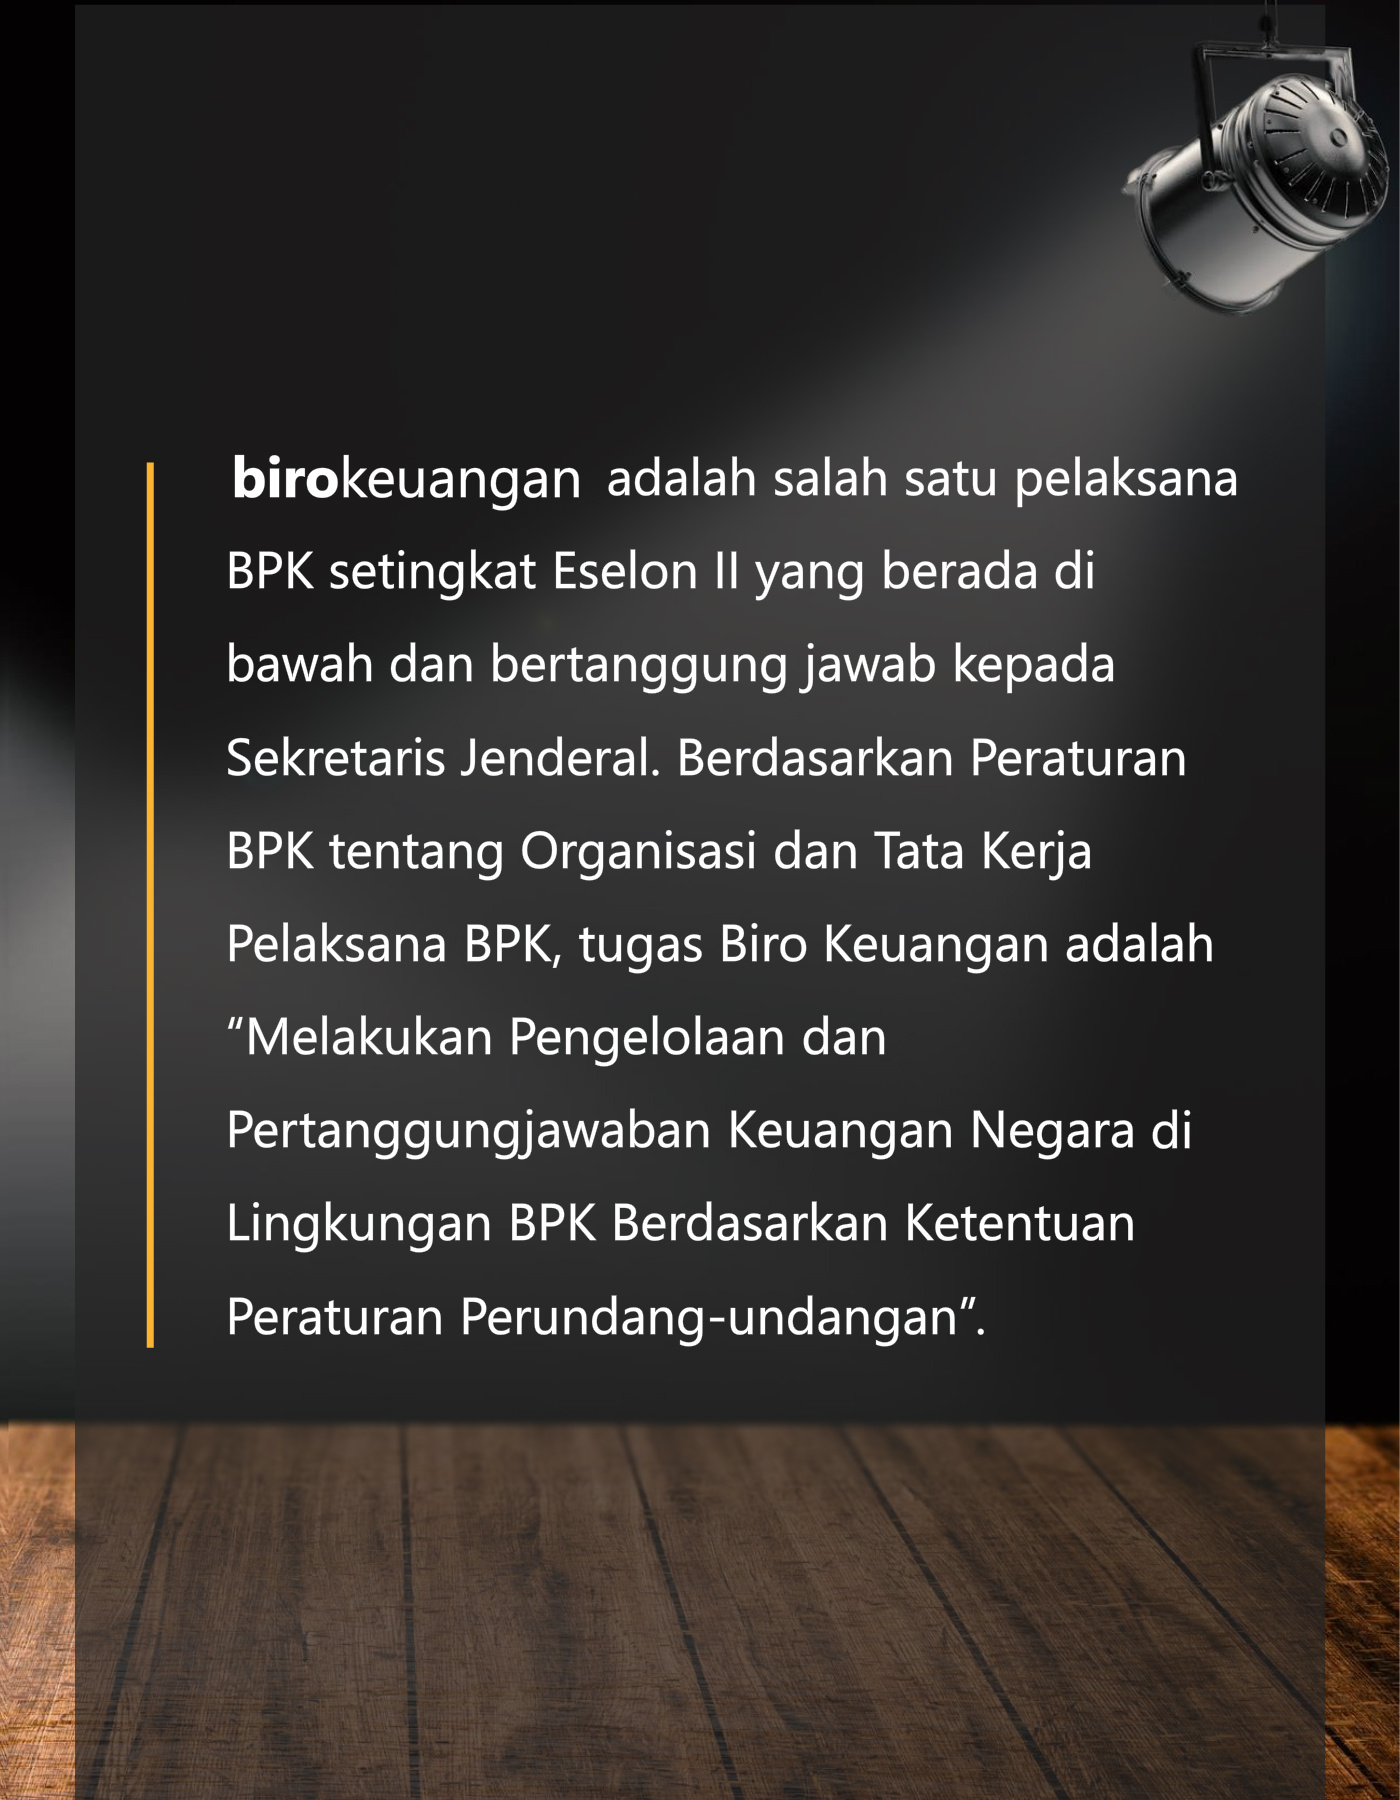 birokeuangan adalah salah satu pelaksana
BPK setingkat Eselon II yang berada di
bawah dan bertanggung jawab kepada
Sekretaris Jenderal. Berdasarkan Peraturan
BPK tentang Organisasi dan Tata Kerja
Pelaksana BPK, tugas Biro Keuangan adalah
“Melakukan Pengelolaan dan
Pertanggungjawaban Keuangan Negara di
Lingkungan BPK Berdasarkan Ketentuan
Peraturan Perundang-undangan”.